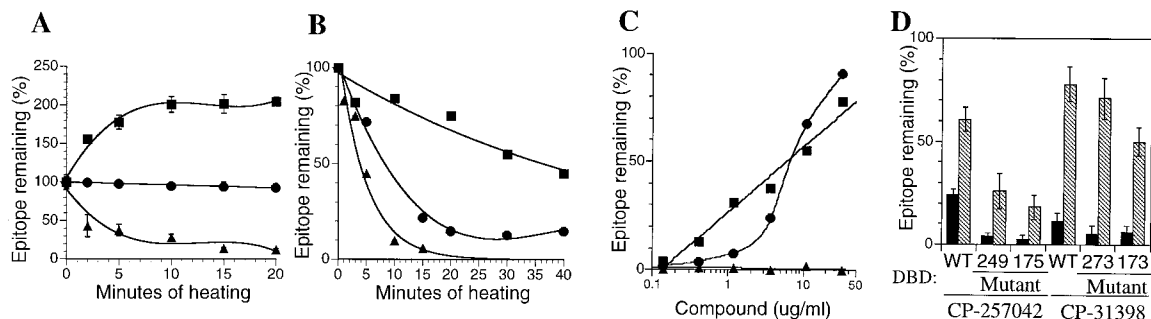 A
Epitope remaining (%)
250
200
150
100
50
0
0 5 10 15 20
Minutes of heating
B
Epitope remaining (%)
100
50
0
0 5 10 15 20 25 30 35 40
Minutes of heating
C
Epitope remaining (%)
100
50
0
0.1 1 10 50
Compound (ug/ml)
D
Epitope remaining (%)
100
50
0
DBD: WT 249 175 WT 273 173
Mutant Mutant
CP-257042 CP-31398